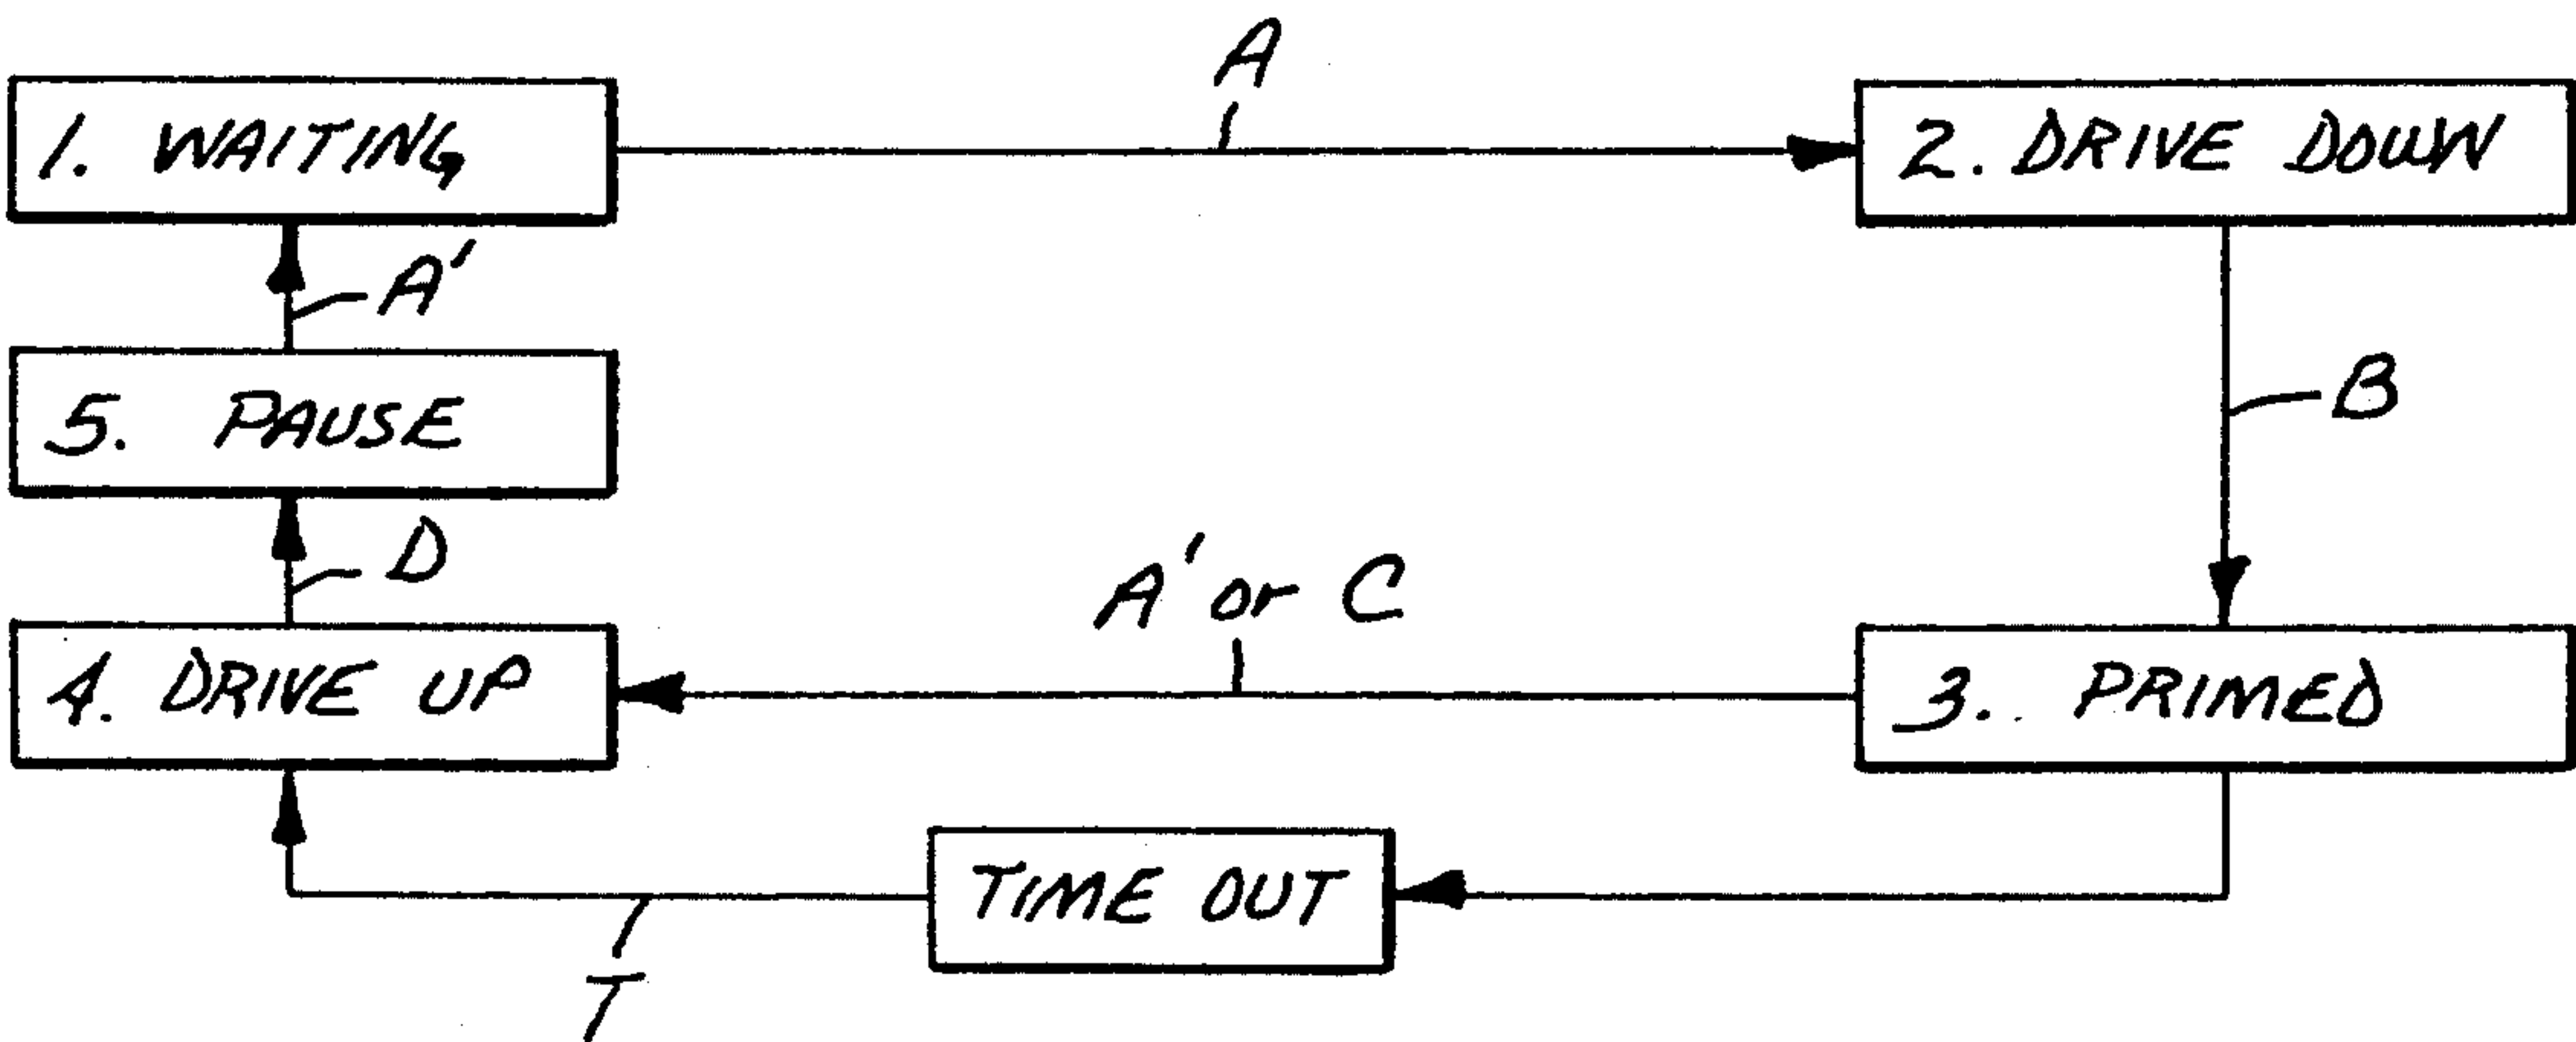 A
1. WAITING
2. DRIVE DOWN
A'
5. PAUSE
B
D
A' or C
4. DRIVE UP
3. PRIMED
TIME OUT
T